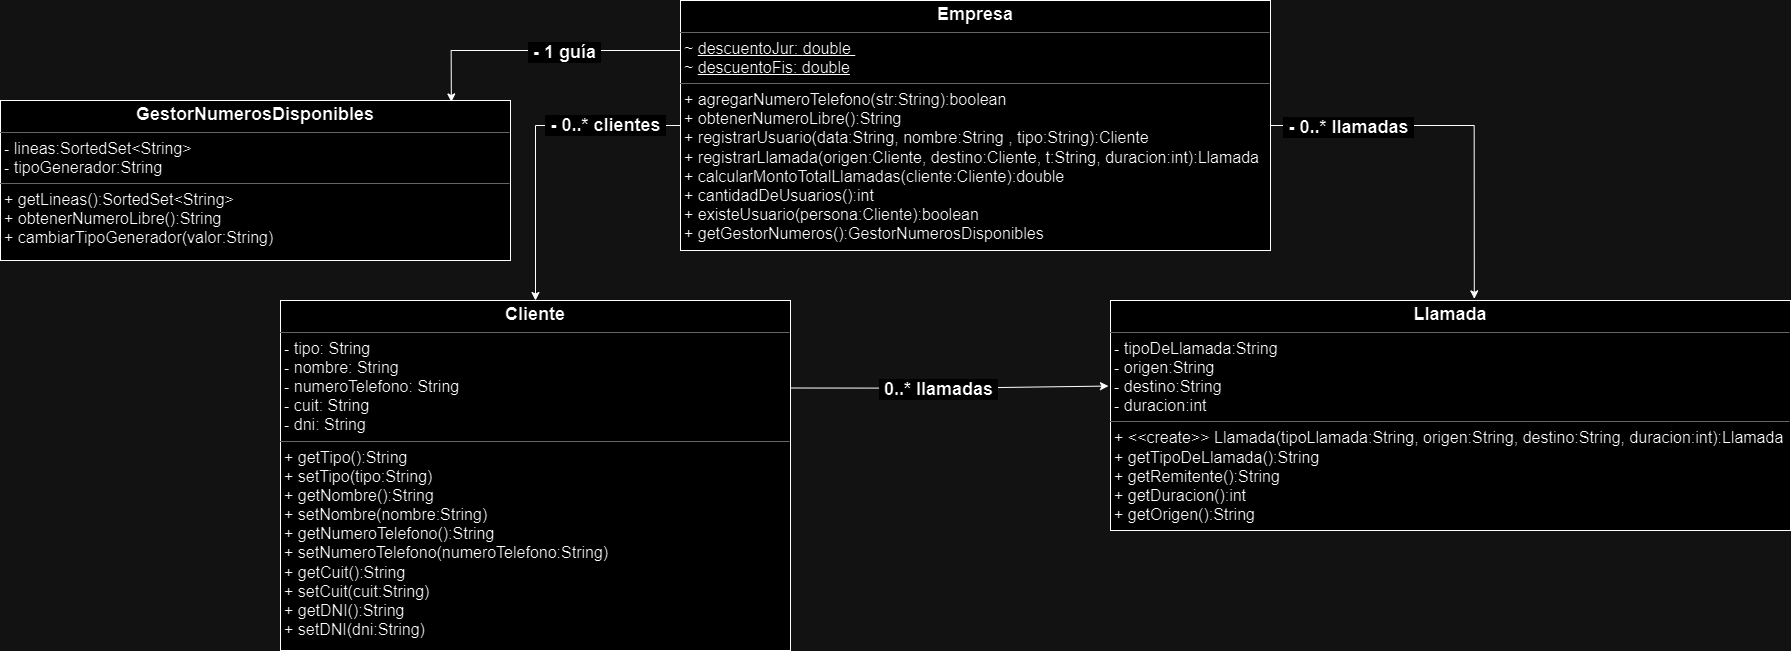 Empresa
~ descuentoJur: double
~ descuentoFis: double
+ agregarNumeroTelefono(str:String):boolean
+ obtenerNumeroLibre():String
+ registrarUsuario(data:String, nombre:String , tipo:String):Cliente
+ registrarLlamada(origen:Cliente, destino:Cliente, t:String, duracion:int):Llamada
+ calcularMontoTotalLlamadas(cliente:Cliente):double
+ cantidadDeUsuarios():int
+ existeUsuario(persona:Cliente):boolean
+ getGestorNumeros():GestorNumerosDisponibles
- 1 guía
- 0..* clientes
- 0..* llamadas
GestorNumerosDisponibles
- lineas:SortedSet<String>
- tipoGenerador:String
+ getLineas():SortedSet<String>
+ obtenerNumeroLibre():String
+ cambiarTipoGenerador(valor:String)
Cliente
- tipo: String
- nombre: String
- numeroTelefono: String
- cuit: String
- dni: String
+ getTipo():String
+ setTipo(tipo:String)
+ getNombre():String
+ setNombre(nombre:String)
+ getNumeroTelefono():String
+ setNumeroTelefono(numeroTelefono:String)
+ getCuit():String
+ setCuit(cuit:String)
+ getDNI():String
+ setDNI(dni:String)
0..* llamadas
Llamada
- tipoDeLlamada:String
- origen:String
- destino:String
- duracion:int
+ <<create>> Llamada(tipoLlamada:String, origen:String, destino:String, duracion:int):Llamada
+ getTipoDeLlamada():String
+ getRemitente():String
+ getDuracion():int
+ getOrigen():String